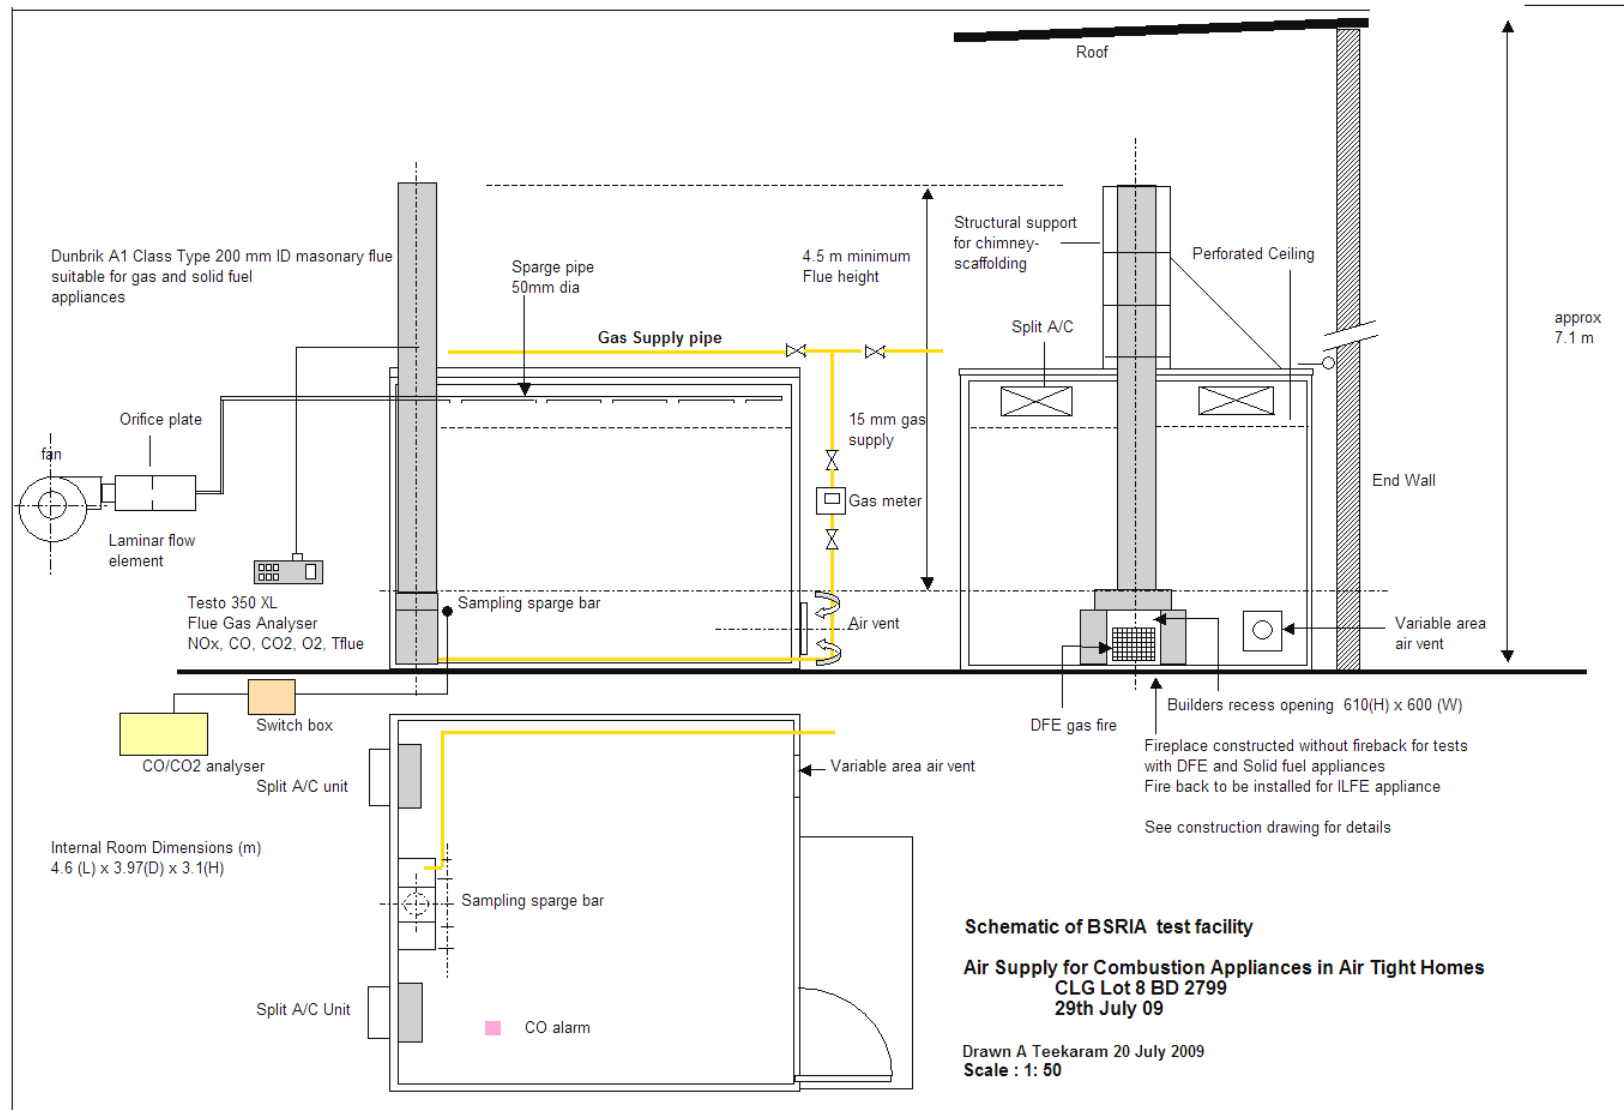 Roof
Dunbrik A1 Class Type 200 mm ID masonary flue
suitable for gas and solid fuel
appliances
Sparge pipe
50mm dia
4.5 m minimum
Flue height
Structural support
for chimney-
scaffolding
Perforated Ceiling
Gas Supply pipe
Split A/C
approx
7.1 m
Orifice plate
fan
15 mm gas
supply
Gas meter
End Wall
Laminar flow
element
Testo 350 XL
Flue Gas Analyser
NOx, CO, CO2, O2, Tflue
Sampling sparge bar
Air vent
Variable area
air vent
Switch box
CO/CO2 analyser
DFE gas fire
Builders recess opening 610(H) x 600 (W)
Fireplace constructed without fireback for tests
with DFE and Solid fuel appliances
Fire back to be installed for ILFE appliance
See construction drawing for details
Split A/C unit
Variable area air vent
Internal Room Dimensions (m)
4.6 (L) x 3.97(D) x 3.1(H)
Sampling sparge bar
Split A/C Unit
CO alarm
Schematic of BSRIA test facility
Air Supply for Combustion Appliances in Air Tight Homes
CLG Lot 8 BD 2799
29th July 09
Drawn A Teekaram 20 July 2009
Scale : 1: 50